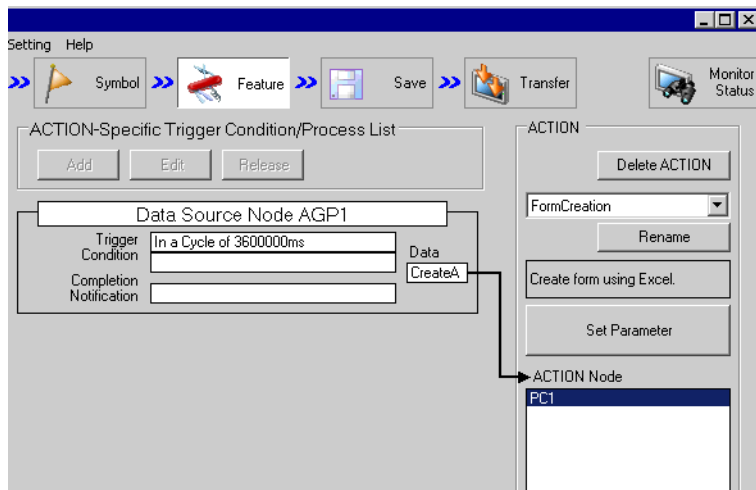 Setting Help
Symbol
Feature
Save
Transfer
Monitor
Status
ACTION-Specific Trigger Condition/Process List
Add Edit Release
Data Source Node AGP1
Trigger
Condition
In a Cycle of 3600000ms
Data
CreateA
Completion
Notification
ACTION
Delete ACTION
FormCreation
Rename
Create form using Excel.
Set Parameter
ACTION Node
PC1